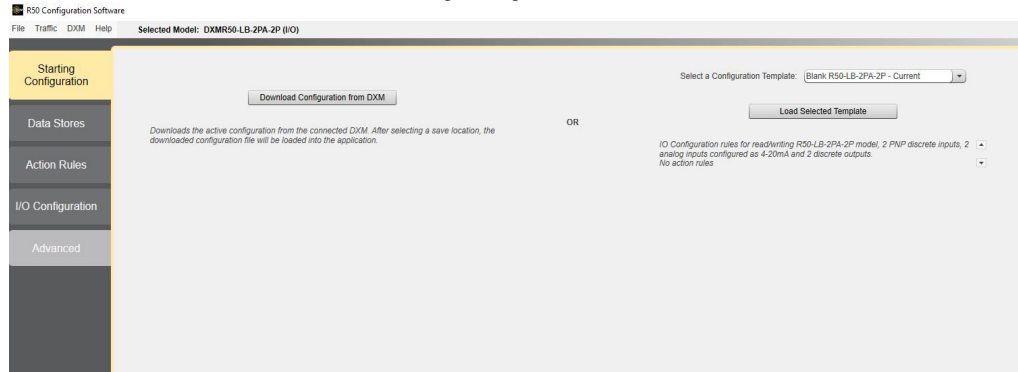 R50 Configuration Software
File Traffic DXM Help Selected Model: DXMR50-LB-2PA-2P (I/O)
Starting
Configuration
Data Stores
Action Rules
I/O Configuration
Advanced
Download Configuration from DXM
Downloads the active configuration from the connected DXM. After selecting a save location, the
downloaded configuration file will be loaded into the application.
OR
Select a Configuration Template: Blank R50-LB-2PA-2P - Current
Load Selected Template
IO Configuration rules for read/writing R50-LB-2PA-2P model, 2 PNP discrete inputs, 2
analog inputs configured as 4-20mA and 2 discrete outputs.
No action rules